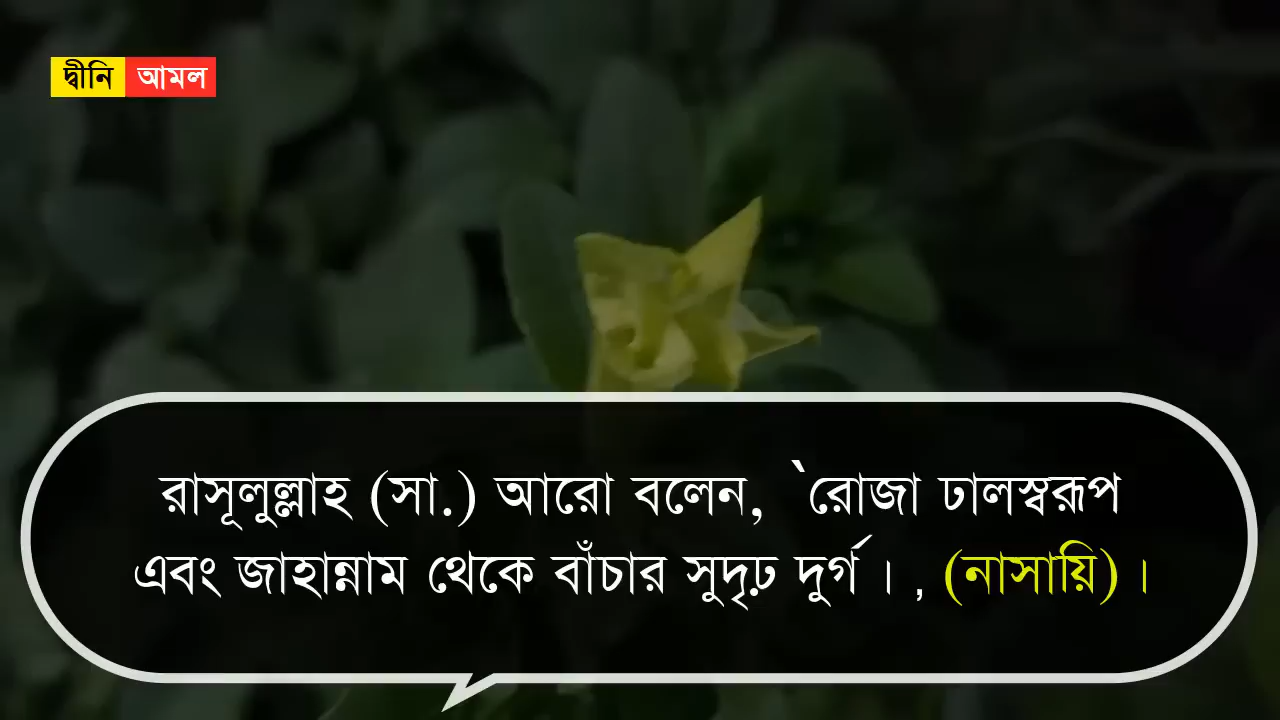 দ্বীনি আমল
রাসূলুল্লাহ (সা.) আরো বলেন, `রোজা ঢালস্বরূপ
এবং জাহান্নাম থেকে বাঁচার সুদৃঢ় দুর্গ। , (নাসায়ি)।